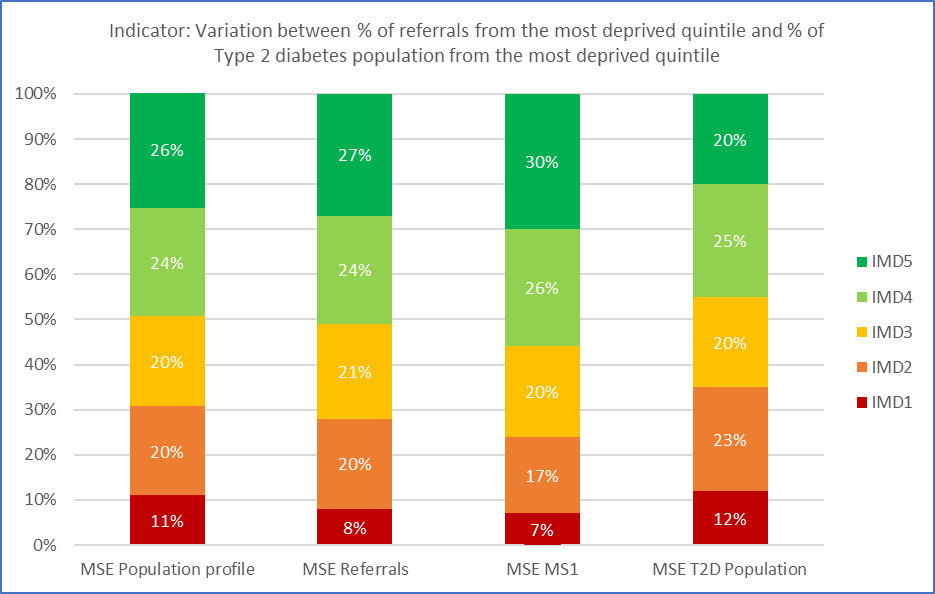 Indicator: Variation between % of referrals from the most deprived quintile and % of
Type 2 diabetes population from the most deprived quintile
100%
90%
80%
70%
60%
50%
40%
30%
20%
10%
0%
26%
24%
20%
20%
11%
27%
24%
21%
20%
8%
30%
26%
20%
17%
7%
20%
25%
20%
23%
12%
MSE Population profile
MSE Referrals
MSE MS1
MSE T2D Population
IMD5
IMD4
IMD3
IMD2
IMD1